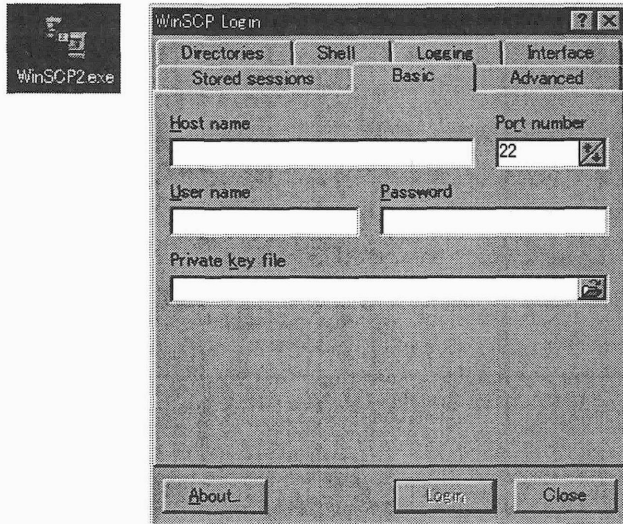 WinSCP2.exe
WinSCP Login
Directories Shell Logging Interface
Stored sessions Basic Advanced
Host name Port number
22
User name Password
Private key file
About... Login Close